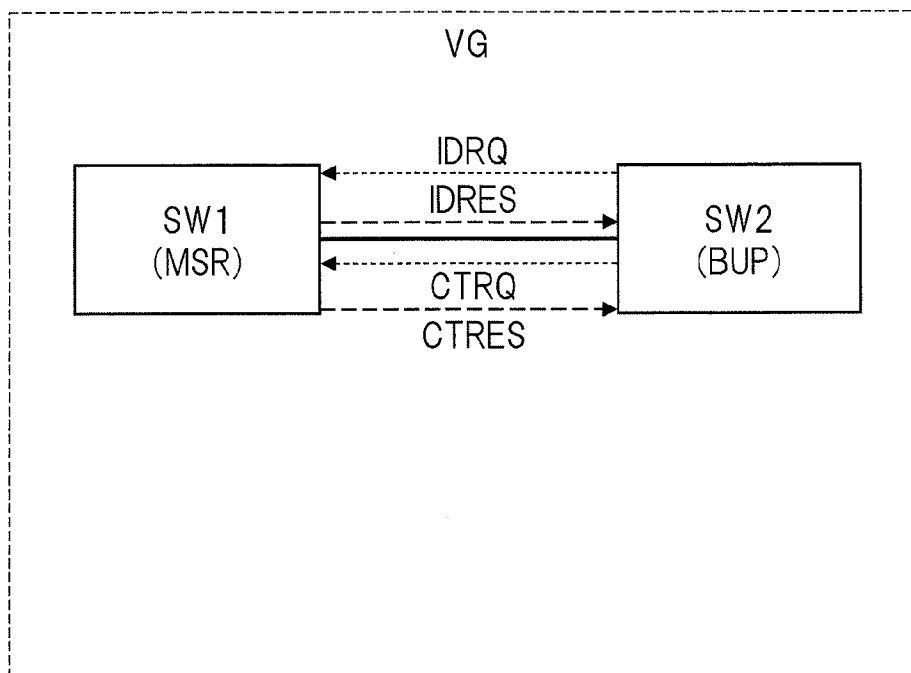 VG
IDRQ
IDRES
SW1
(MSR)
SW2
(BUP)
CTRQ
CTRES